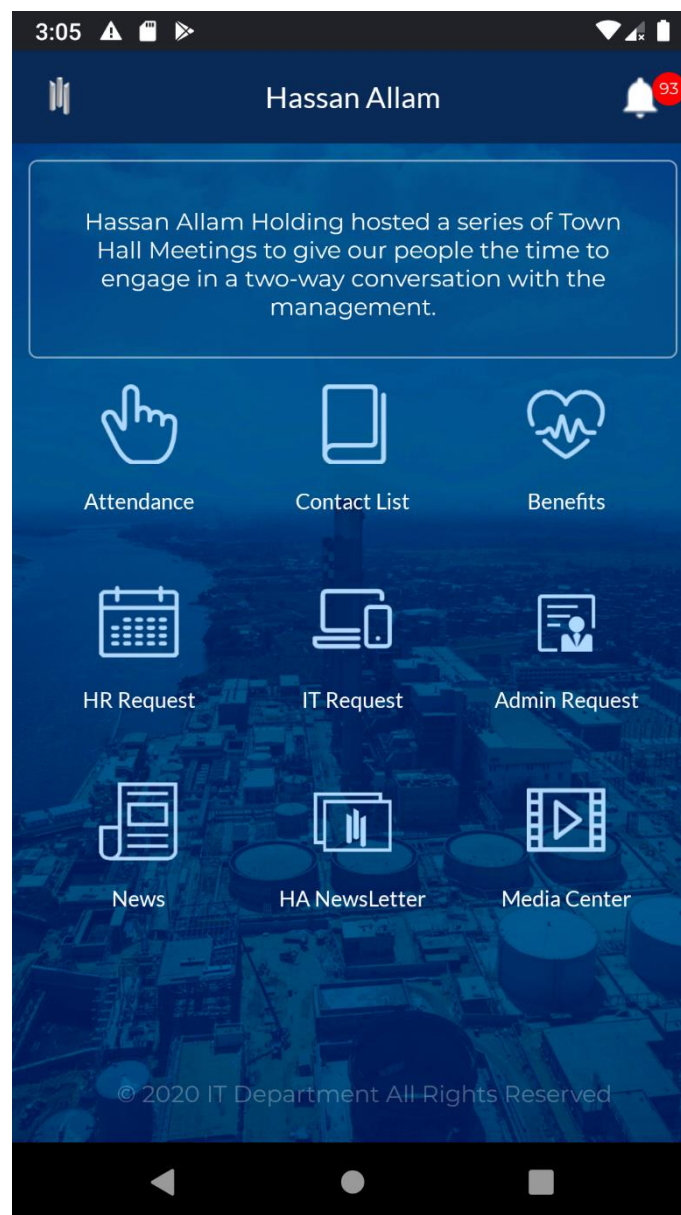 3:05
Hassan Allam
93
Hassan Allam Holding hosted a series of Town
Hall Meetings to give our people the time to
engage in a two-way conversation with the
management.
Attendance
Contact List
Benefits
HR Request
IT Request
Admin Request
News
HA NewsLetter
Media Center
© 2020 IT Department All Rights Reserved